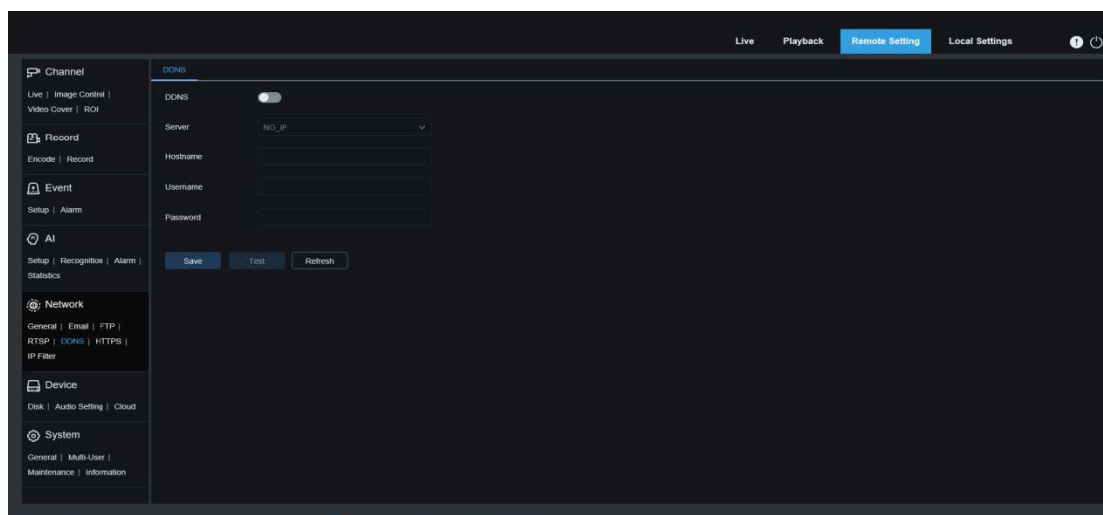 Live Playback Remote Setting Local Settings
Channel
Live | Image Control |
Video Cover | ROI
Record
Encode | Record
Event
Setup | Alarm
AI
Setup | Recognition | Alarm |
Statistics
Network
General | Email | FTP |
RTSP | DDNS | HTTPS |
IP Filter
Device
Disk | Audio Setting | Cloud
System
General | Multi-User |
Maintenance | Information
DDNS
DDNS
Server NO_IP
Hostname
Username
Password
Save Test Refresh